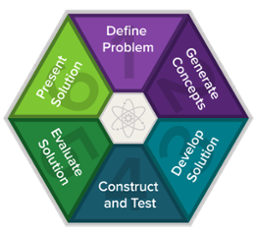 Define
Problem
Generate
Concepts
Develop
Solution
Construct
and Test
Evaluate
Solution
Present
Solution